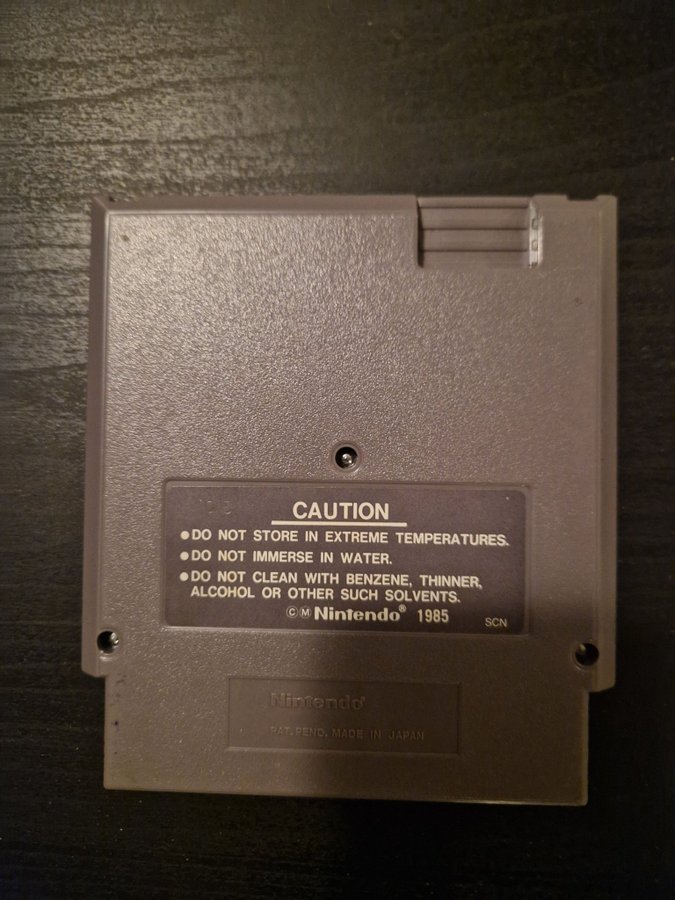 CAUTION
●DO NOT STORE IN EXTREME TEMPERATURES.
●DO NOT IMMERSE IN WATER.
●DO NOT CLEAN WITH BENZENE, THINNER,
ALCOHOL OR OTHER SUCH SOLVENTS.
ⒸⓂ Nintendo® 1985
SCN
Nintendo®
PAT. PEND. MADE IN JAPAN